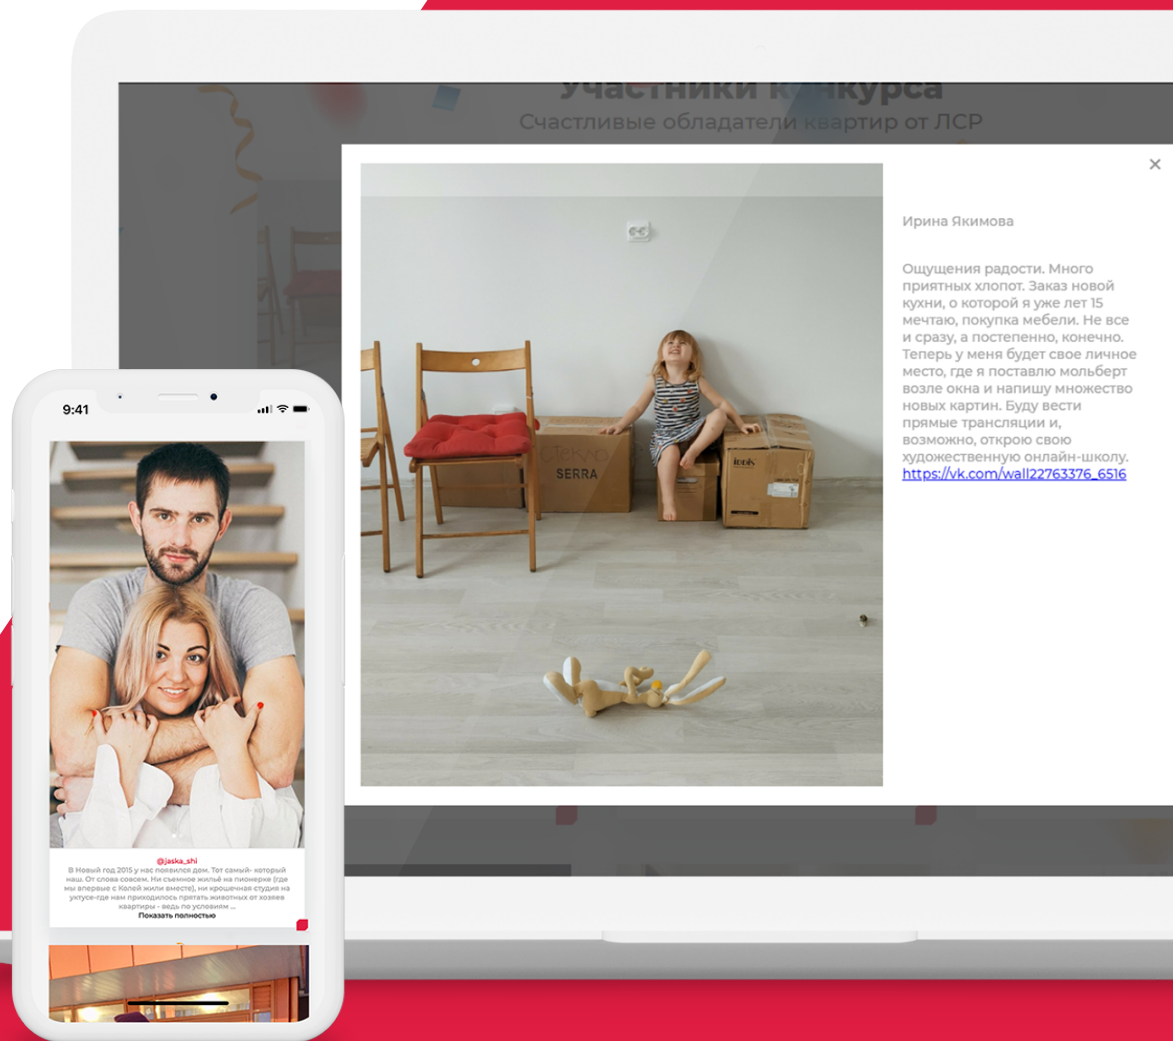 Участники конкурса
Счастливые обладатели квартир от ЛСР
×
Ирина Якимова
Ощущения радости. Много
приятных хлопот. Заказ новой
кухни, о которой я уже лет 15
мечтаю, покупка мебели. Не все
и сразу, а постепенно, конечно.
Теперь у меня будет свое личное
место, где я поставлю мольберт
возле окна и напишу множество
новых картин. Буду вести
прямые трансляции и,
возможно, открою свою
художественную онлайн-школу.
https://vk.com/wall22763376_6516
СТЕКЛО
SERRA
IDDIS
9:41
@jaska_shi
В Новый год 2015 у нас появился дом. Тот самый- который
наш. От слова совсем. Ни съемное жильё на пионерке (где
мы впервые с Колей жили вместе), ни крошечная студия на
уктусе-где нам приходилось прятать животных от хозяев
квартиры - ведь по условиям ...
Показать полностью